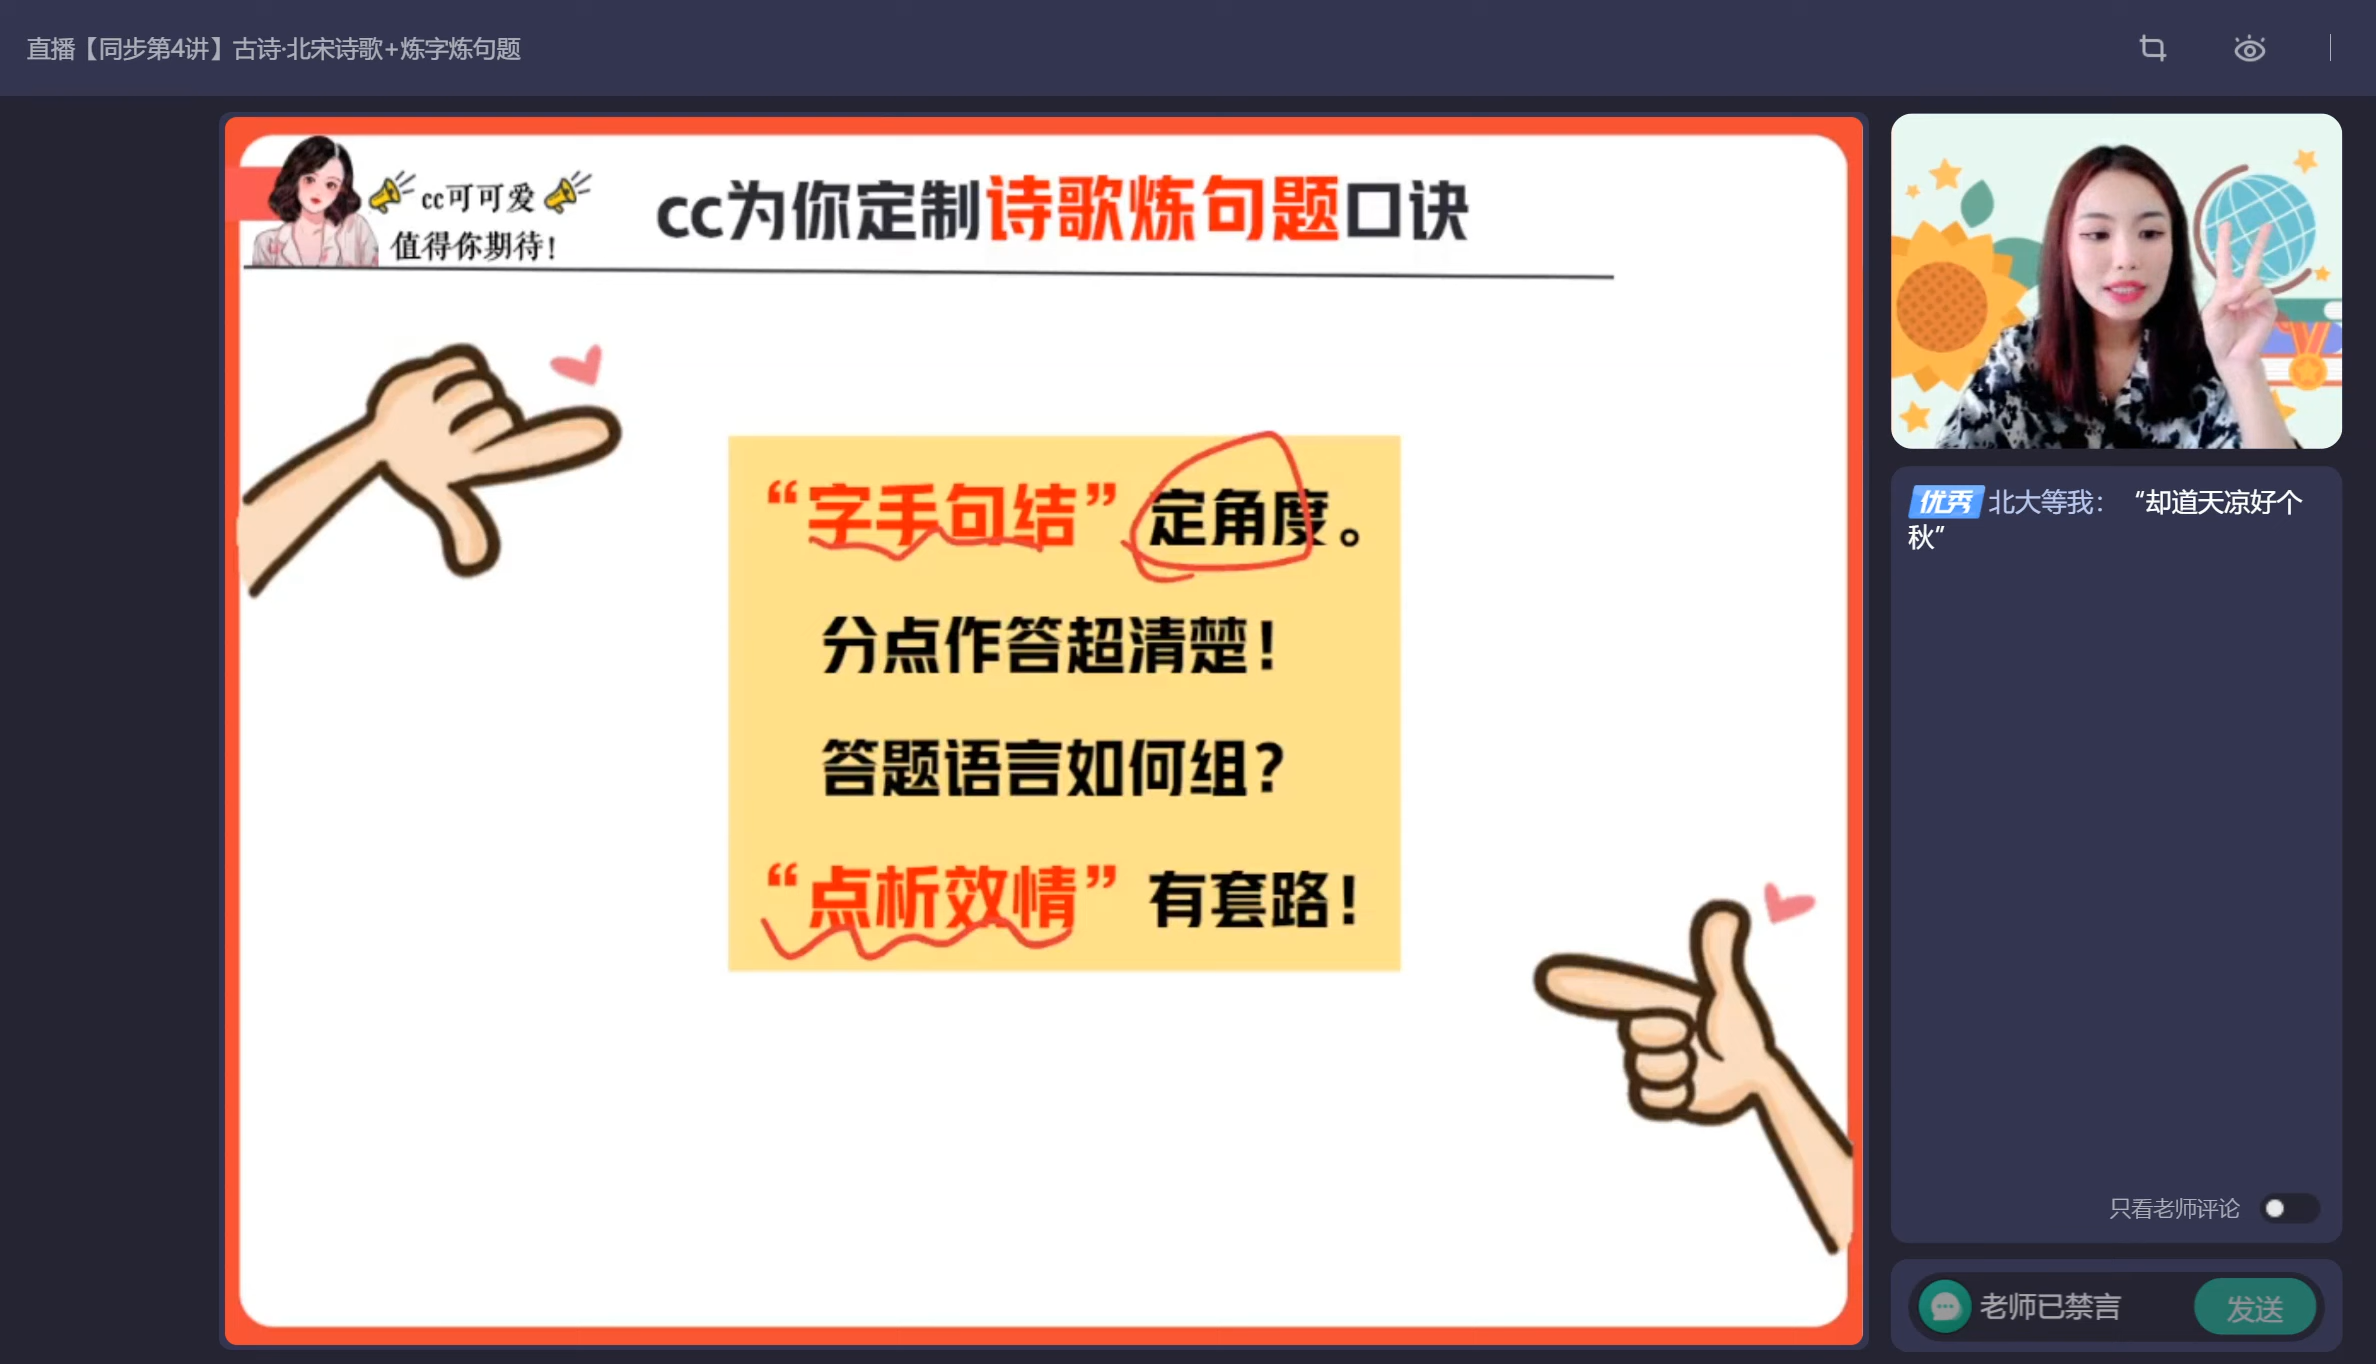 直播【同步第4讲】古诗·北宋诗歌+炼字炼句题
cc可可爱
值得你期待!
cc为你定制诗歌炼句题口诀
“字手句结”定角度。
分点作答超清楚!
答题语言如何组?
“点析效情”有套路!
优秀 北大等我: “却道天凉好个
秋”
只看老师评论
老师已禁言
发送